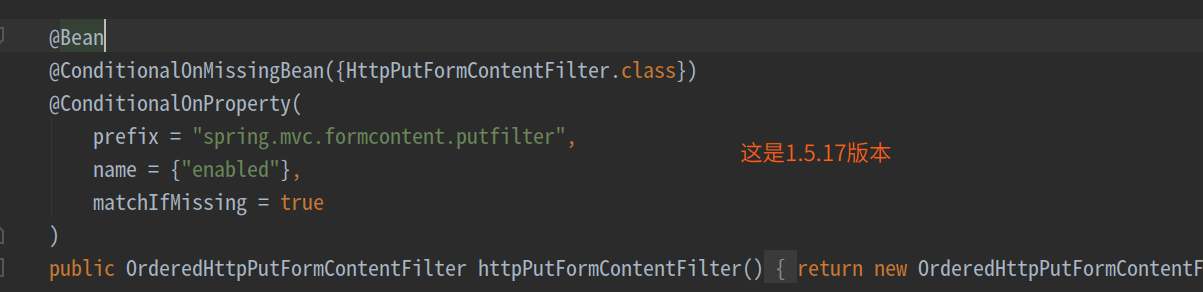 @Bean
@ConditionalOnMissingBean({HttpPutFormContentFilter.class})
@ConditionalOnProperty(
prefix = "spring.mvc.formcontent.putfilter",
name = {"enabled"},
这是1.5.17版本
matchIfMissing = true
)
public OrderedHttpPutFormContentFilter httpPutFormContentFilter() { return new OrderedHttpPutFormContentF